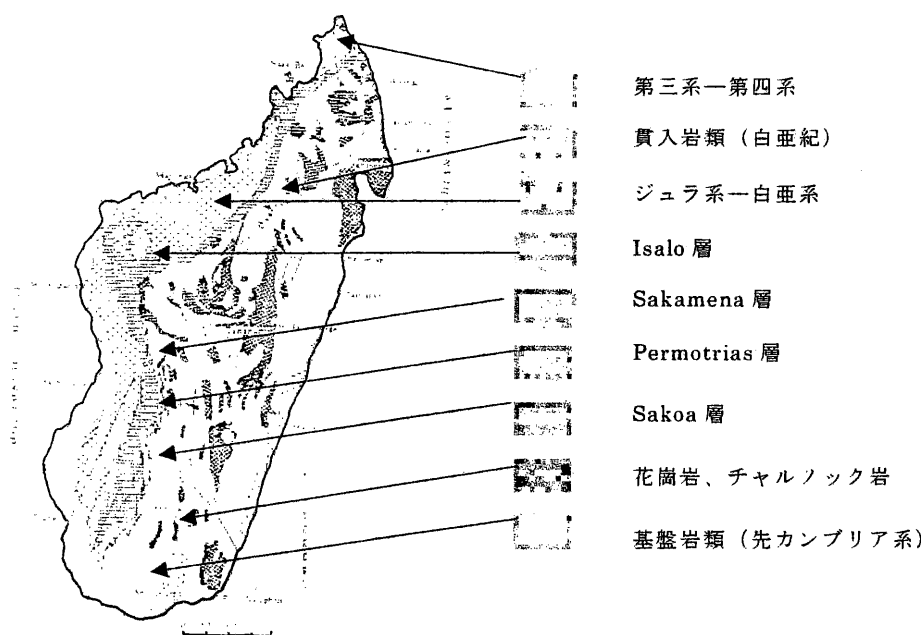 第三系―第四系
貫入岩類（白亜紀）
ジュラ系―白亜系
Isalo 層
Sakamena 層
Permotrias 層
Sakoa 層
花崗岩、チャルノック岩
基盤岩類（先カンブリア系）